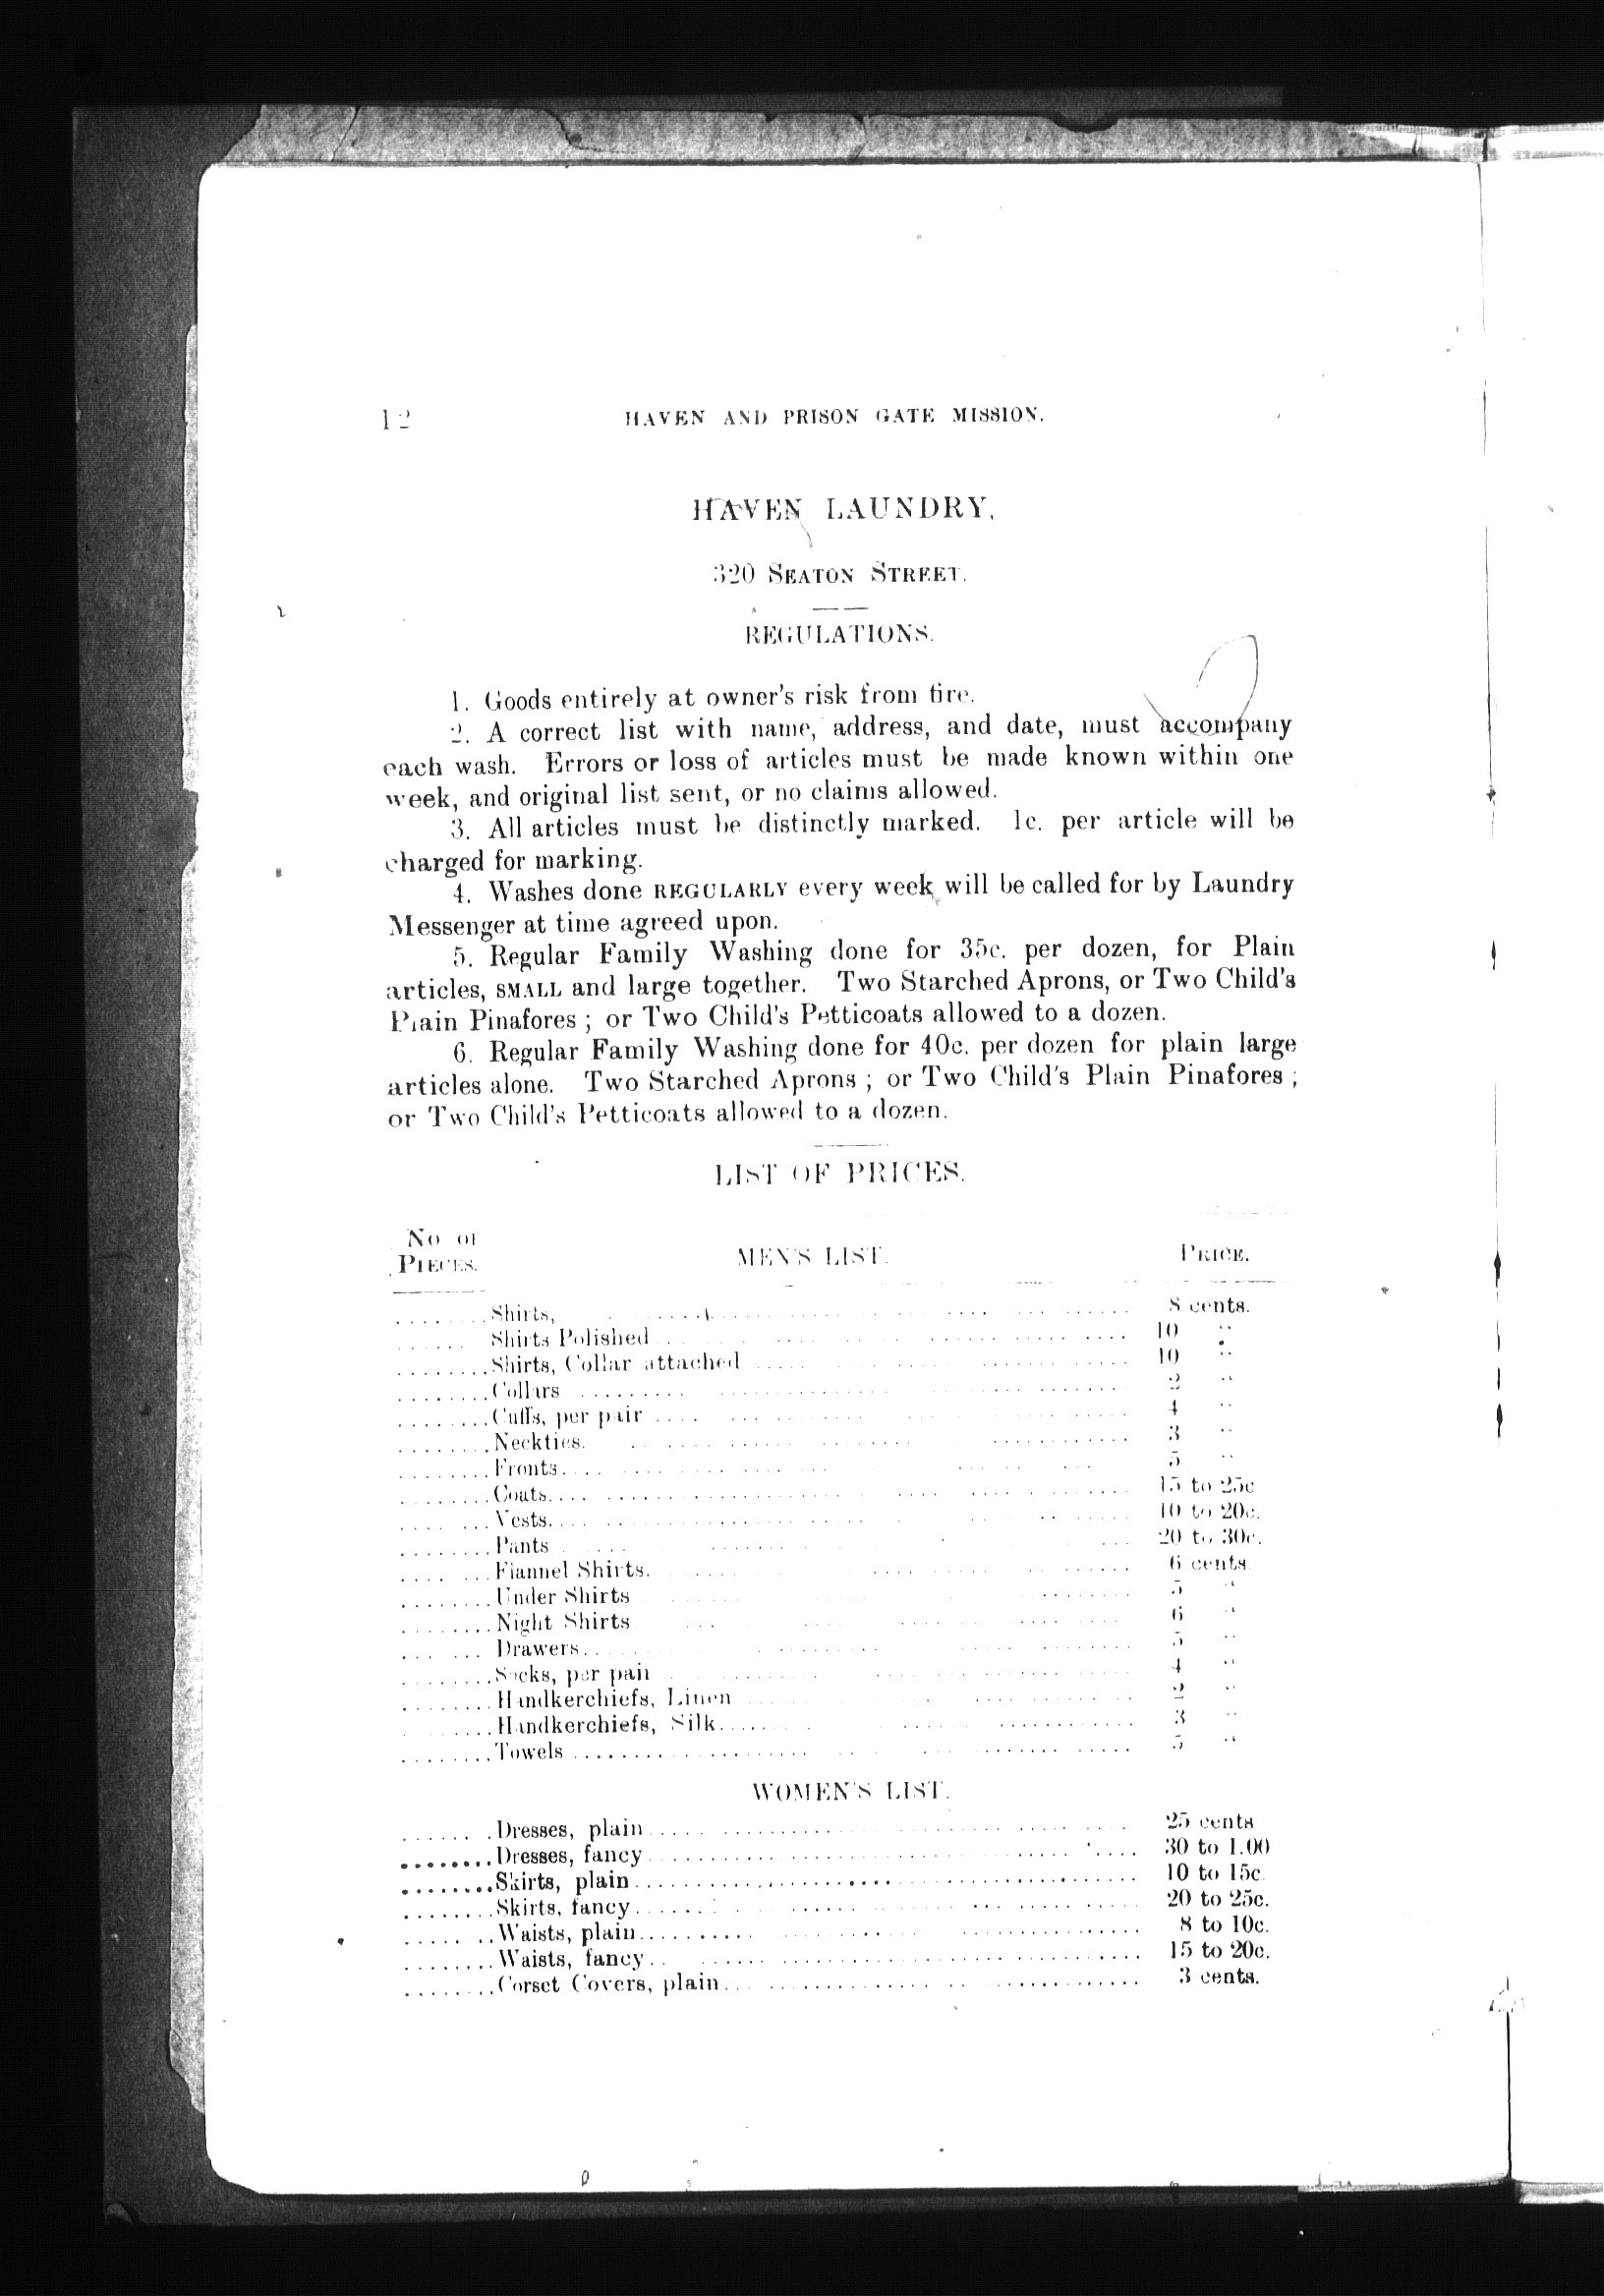 12 HAVEN AND PRISON GATE MISSION.
HAVEN LAUNDRY.
320 SEATON STREET.
REGULATIONS.
1. Goods entirely at owner's risk from fire.
2. A correct list with name, address, and date, must accompany
each wash. Errors or loss of articles must be made known within one
week, and original list sent, or no claims allowed.
3. All articles must be distinctly marked. 1c. per article will be
charged for marking.
4. Washes done REGULARLY every week will be called for by Laundry
Messenger at time agreed upon.
5. Regular Family Washing done for 35c. per dozen, for Plain
articles, SMALL and large together. Two Starched Aprons, or Two Child's
Plain Pinafores ; or Two Child's Petticoats allowed to a dozen.
6. Regular Family Washing done for 40c. per dozen for plain large
articles alone. Two Starched Aprons ; or Two Child's Plain Pinafores ;
or Two Child's Petticoats allowed to a dozen.
LIST OF PRICES.
NO OF
PIECES. MEN'S LIST. PRICE.
........Shirts, ........ 8 cents.
........Shirts Polished ........ 10 "
........Shirts, Collar attached ........ 10 "
........Collars ........ 2 "
........Cuffs, per pair ........ 4 "
........Neckties ........ 3 "
........Fronts ........ 5 "
........Coats ........ 15 to 25c
........Vests ........ 10 to 20c.
........Pants ........ 20 to 30c.
........Flannel Shirts ........ 6 cents.
........Under Shirts ........ 5 "
........Night Shirts ........ 6 "
........Drawers ........ 5 "
........Socks, per pair ........ 4 "
........Handkerchiefs, Linen ........ 2 "
........Handkerchiefs, Silk ........ 3 "
........Towels ........ 5 "
WOMEN'S LIST.
........Dresses, plain ........ 25 cents
........Dresses, fancy ........ 30 to 1.00
........Skirts, plain ........ 10 to 15c.
........Skirts, fancy ........ 20 to 25c.
........Waists, plain ........ 8 to 10c.
........Waists, fancy ........ 15 to 20c.
........Corset Covers, plain ........ 3 cents.